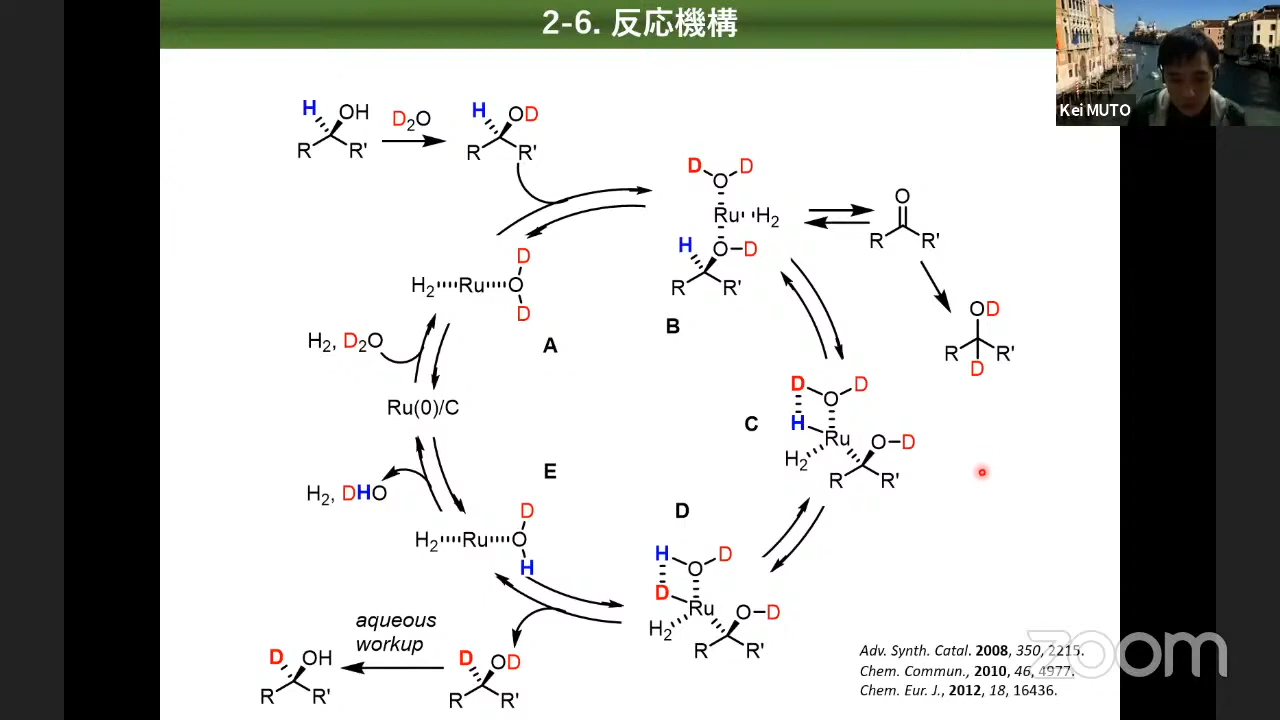 2-6. 反応機構
Kei MUTO
H
OH
R
R'
D2O
H
OD
R
R'
D
O
D
Ru
H2
H
O
D
R
R'
B
O
R
R'
OD
R
R'
D
D
H2
Ru
O
D
A
H2, D2O
Ru(0)/C
D
O
D
H
Ru
H2
O
D
R
R'
C
H2, DHO
E
D
H2
Ru
O
H
D
H
O
D
D
Ru
H2
O
D
R
R'
aqueous
workup
D
OH
R
R'
D
OD
R
R'
Adv. Synth. Catal. 2008, 350, 2215.
Chem. Commun., 2010, 46, 4977.
Chem. Eur. J., 2012, 18, 16436.
zoom